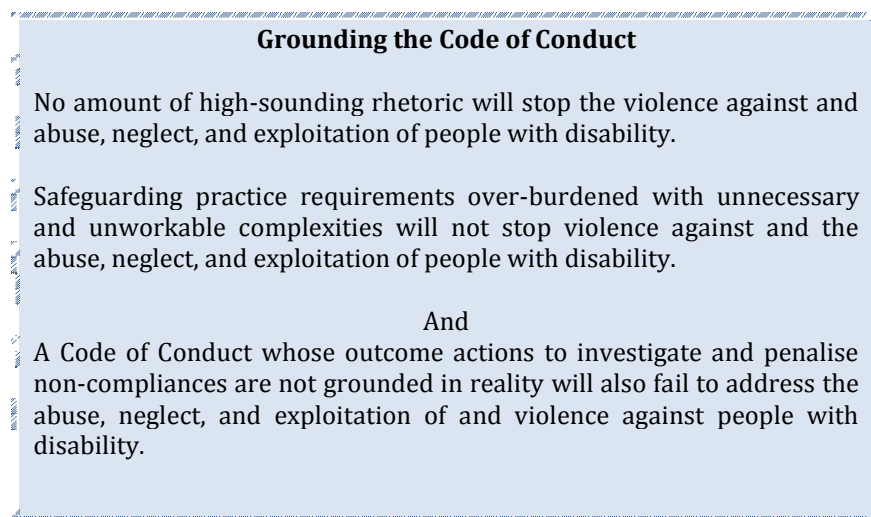 Grounding the Code of Conduct
No amount of high-sounding rhetoric will stop the violence against and
abuse, neglect, and exploitation of people with disability.
Safeguarding practice requirements over-burdened with unnecessary
and unworkable complexities will not stop violence against and the
abuse, neglect, and exploitation of people with disability.
And
A Code of Conduct whose outcome actions to investigate and penalise
non-compliances are not grounded in reality will also fail to address the
abuse, neglect, and exploitation of and violence against people with
disability.